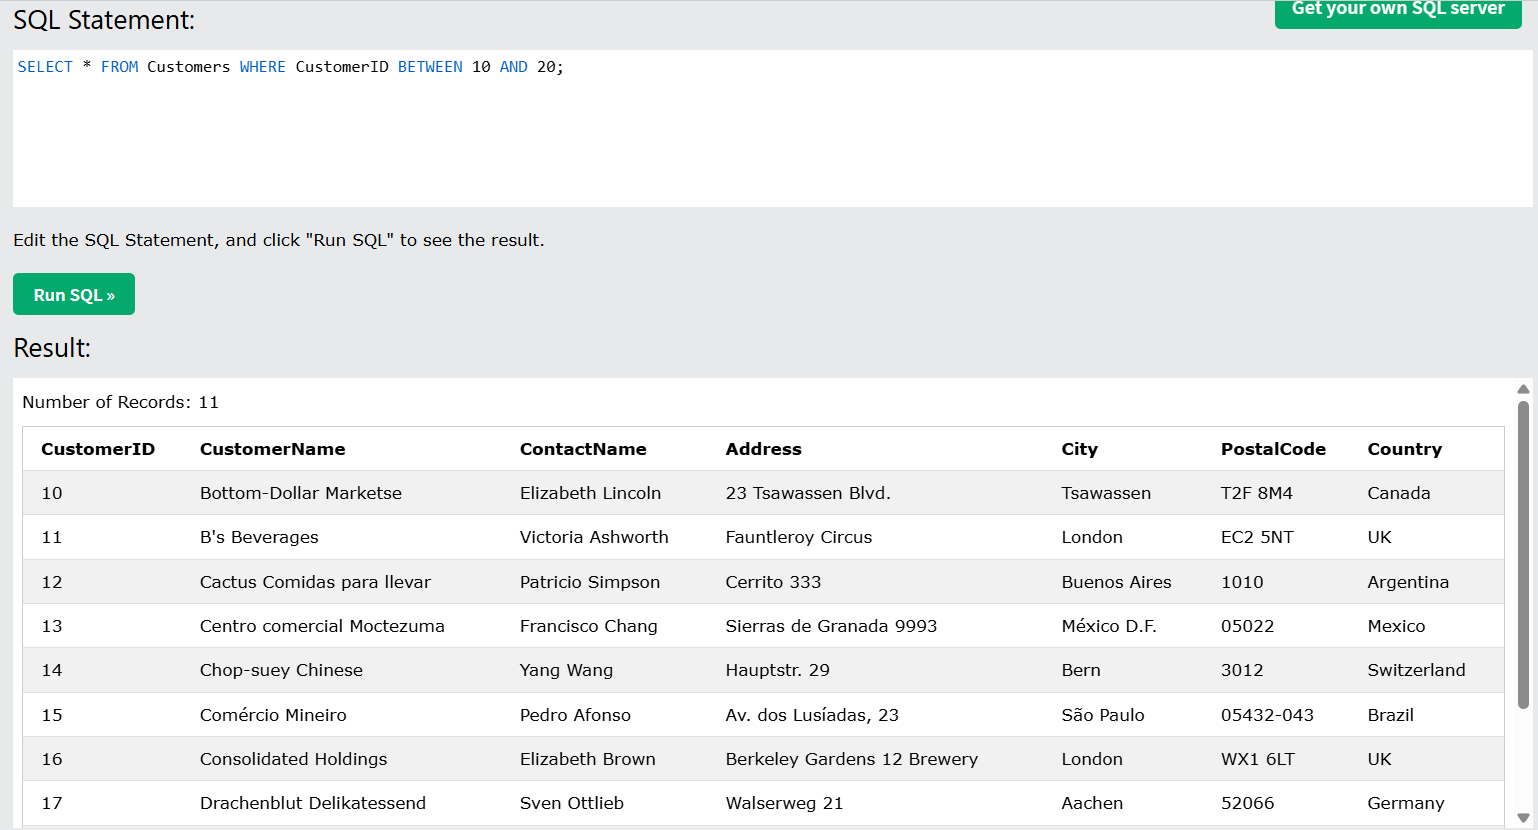 SQL Statement:
Get your own SQL server
SELECT * FROM Customers WHERE CustomerID BETWEEN 10 AND 20;
Edit the SQL Statement, and click "Run SQL" to see the result.
Run SQL »
Result:
Number of Records: 11
CustomerID CustomerName ContactName Address City PostalCode Country
10 Bottom-Dollar Marketse Elizabeth Lincoln 23 Tsawassen Blvd. Tsawassen T2F 8M4 Canada
11 B's Beverages Victoria Ashworth Fauntleroy Circus London EC2 5NT UK
12 Cactus Comidas para llevar Patricio Simpson Cerrito 333 Buenos Aires 1010 Argentina
13 Centro comercial Moctezuma Francisco Chang Sierras de Granada 9993 México D.F. 05022 Mexico
14 Chop-suey Chinese Yang Wang Hauptstr. 29 Bern 3012 Switzerland
15 Comércio Mineiro Pedro Afonso Av. dos Lusíadas, 23 São Paulo 05432-043 Brazil
16 Consolidated Holdings Elizabeth Brown Berkeley Gardens 12 Brewery London WX1 6LT UK
17 Drachenblut Delikatessend Sven Ottlieb Walserweg 21 Aachen 52066 Germany